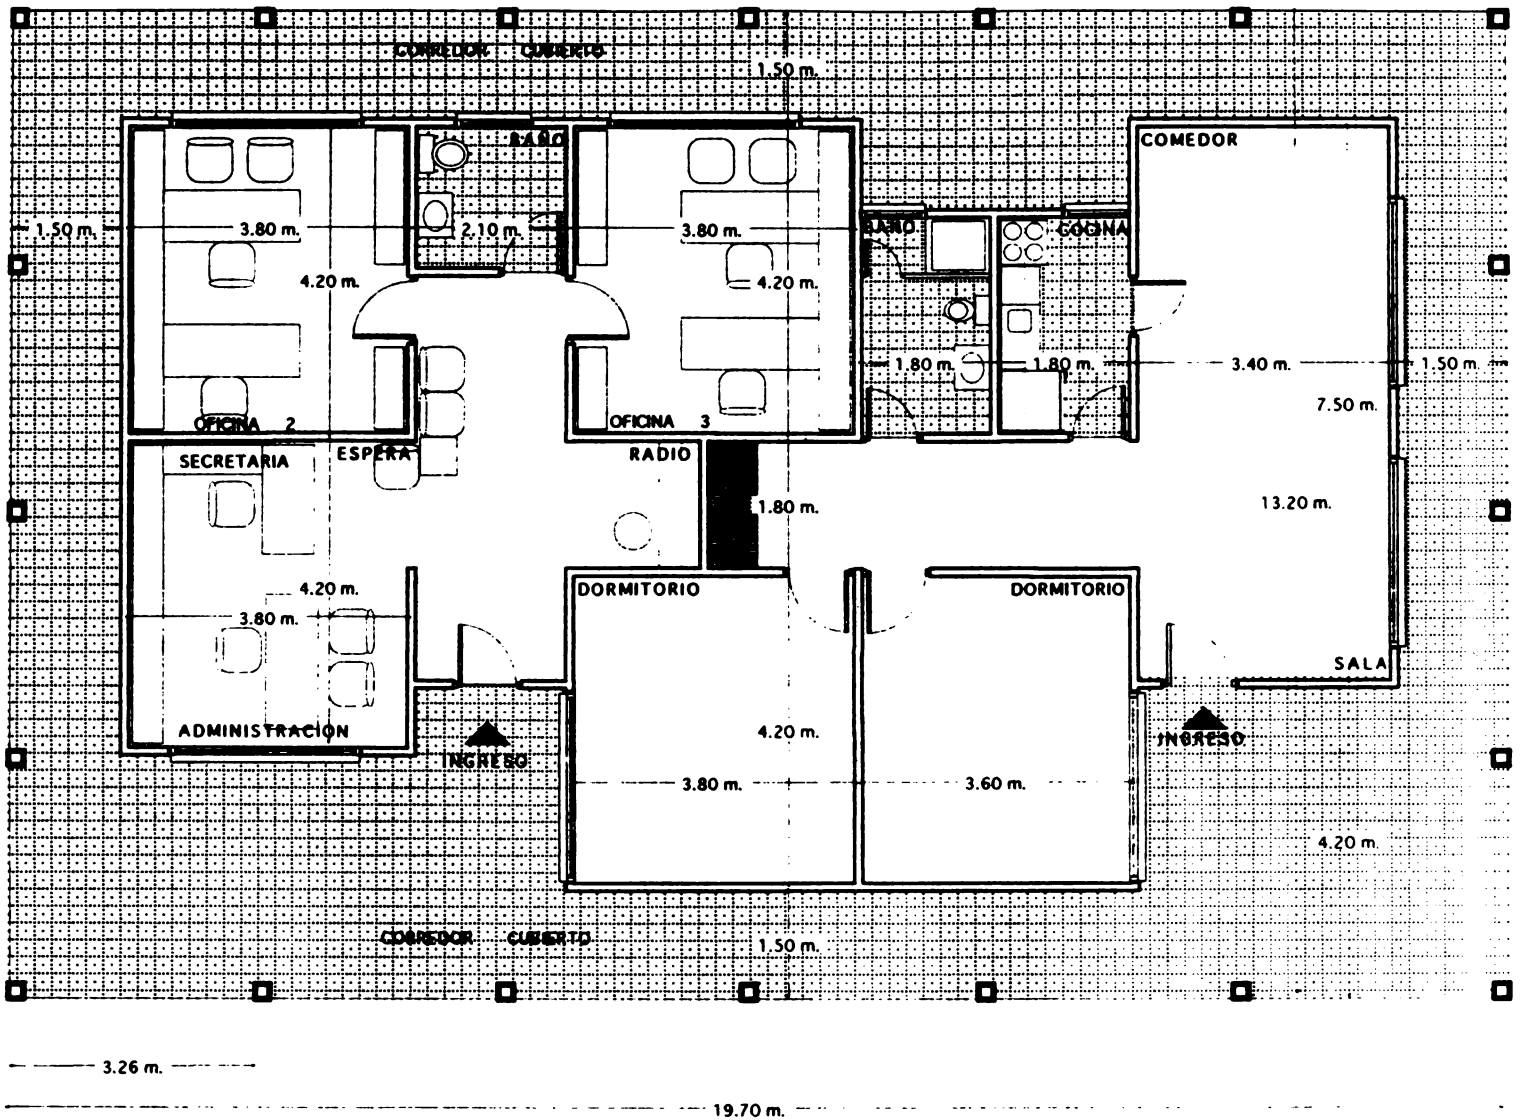 CORREDOR CUBIERTO
1.50 m.
BAÑO
COMEDOR
1.50 m.
3.80 m.
2.10 m.
3.80 m.
BAÑO
COCINA
4.20 m.
4.20 m.
1.80 m.
1.80 m.
3.40 m.
1.50 m.
7.50 m.
OFICINA 2
OFICINA 3
SECRETARIA
ESPERA
RADIO
1.80 m.
13.20 m.
4.20 m.
DORMITORIO
DORMITORIO
3.80 m.
SALA
ADMINISTRACION
4.20 m.
INGRESO
INGRESO
3.80 m.
3.60 m.
4.20 m.
CORREDOR CUBIERTO
1.50 m.
3.26 m.
19.70 m.